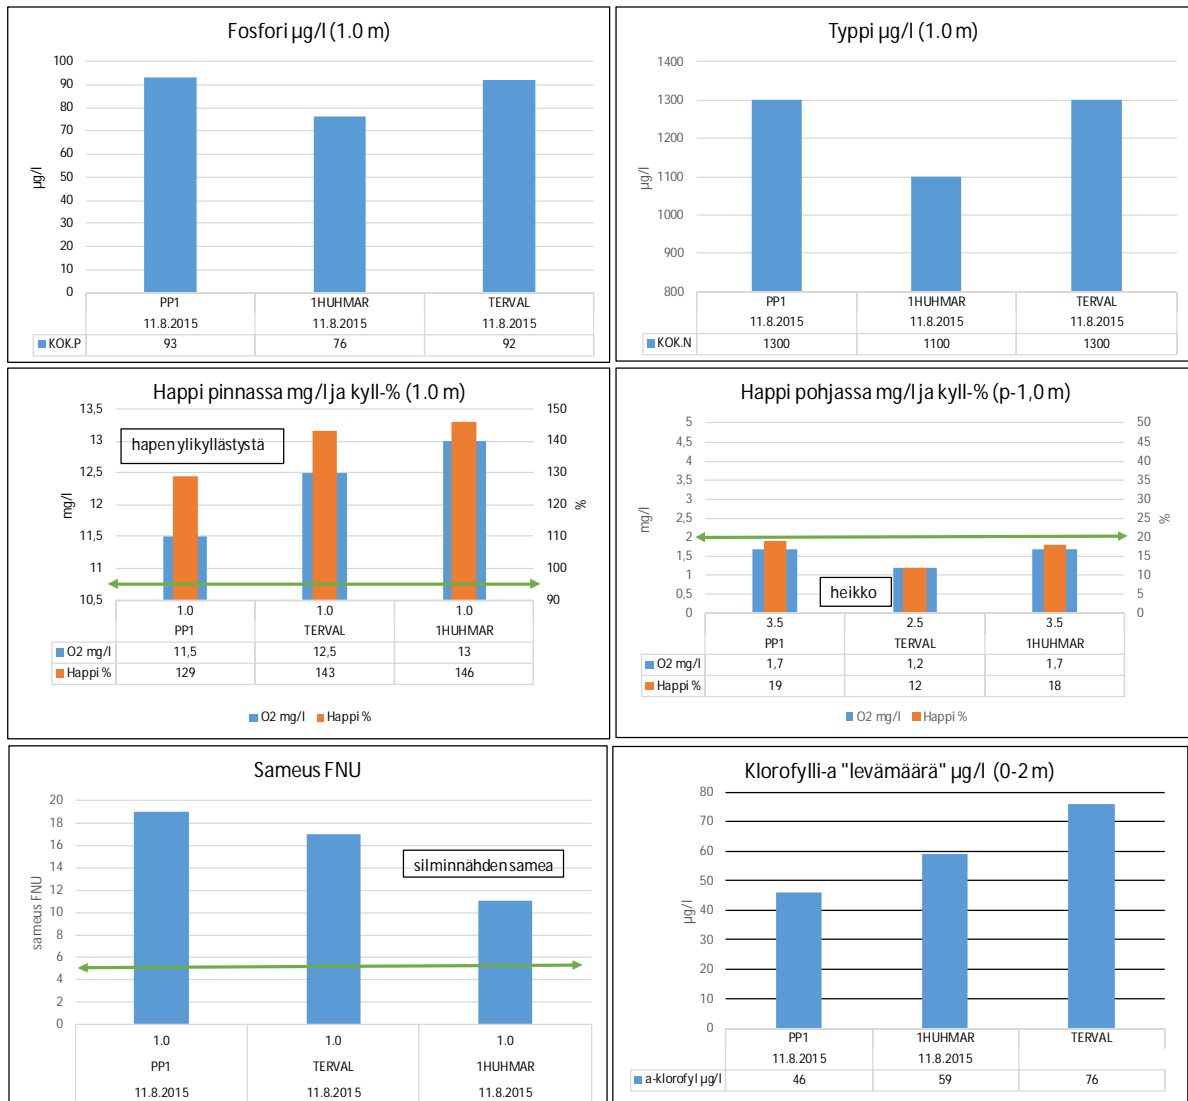 Fosfori µg/l (1.0 m)
100
90
80
70
60
50
40
30
20
10
0
µg/l
PP1 1HUHMAR TERVAL
11.8.2015 11.8.2015 11.8.2015
KOK.P 93 76 92
Typpi µg/l (1.0 m)
1400
1300
1200
1100
1000
900
800
µg/l
PP1 1HUHMAR TERVAL
11.8.2015 11.8.2015 11.8.2015
KOK.N 1300 1100 1300
Happi pinnassa mg/l ja kyll-% (1.0 m)
13,5 150
13 140
12,5 130
12 120
11,5 110
11 100
10,5 90
mg/l
%
hapen ylikyllästystä
1.0 1.0 1.0
PP1 TERVAL 1HUHMAR
O2 mg/l 11,5 12,5 13
Happi % 129 143 146
O2 mg/l Happi %
Happi pohjassa mg/l ja kyll-% (p-1,0 m)
5 50
4,5 45
4 40
3,5 35
3 30
2,5 25
2 20
1,5 15
1 10
0,5 5
0 0
mg/l
%
heikko
3.5 2.5 3.5
PP1 TERVAL 1HUHMAR
O2 mg/l 1,7 1,2 1,7
Happi % 19 12 18
O2 mg/l Happi %
Sameus FNU
20
18
16
14
12
10
8
6
4
2
0
sameus FNU
silminnähden samea
1.0 1.0 1.0
PP1 TERVAL 1HUHMAR
11.8.2015 11.8.2015 11.8.2015
Klorofylli-a "levämäärä" µg/l (0-2 m)
80
70
60
50
40
30
20
10
0
µg/l
PP1 1HUHMAR TERVAL
11.8.2015 11.8.2015
a-klorofyl µg/l 46 59 76